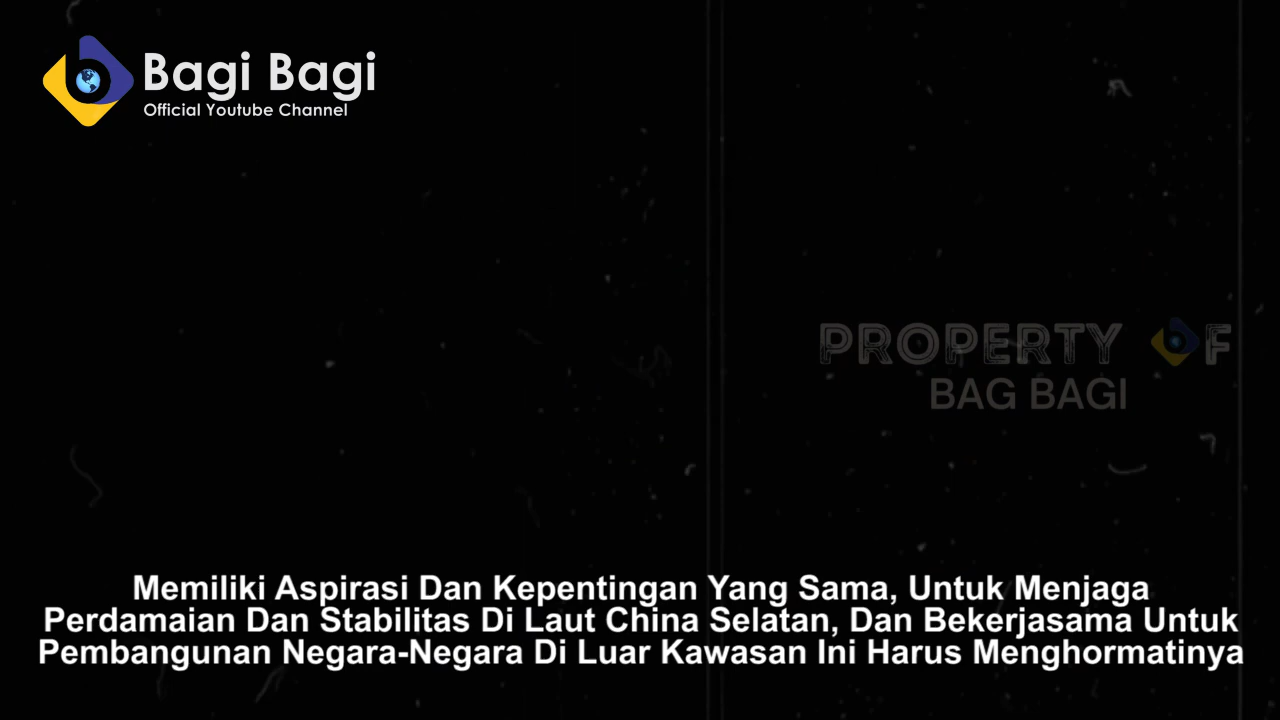 Bagi Bagi
Official Youtube Channel
PROPERTY OF
BAG BAGI
Memiliki Aspirasi Dan Kepentingan Yang Sama, Untuk Menjaga
Perdamaian Dan Stabilitas Di Laut China Selatan, Dan Bekerjasama Untuk
Pembangunan Negara-Negara Di Luar Kawasan Ini Harus Menghormatinya